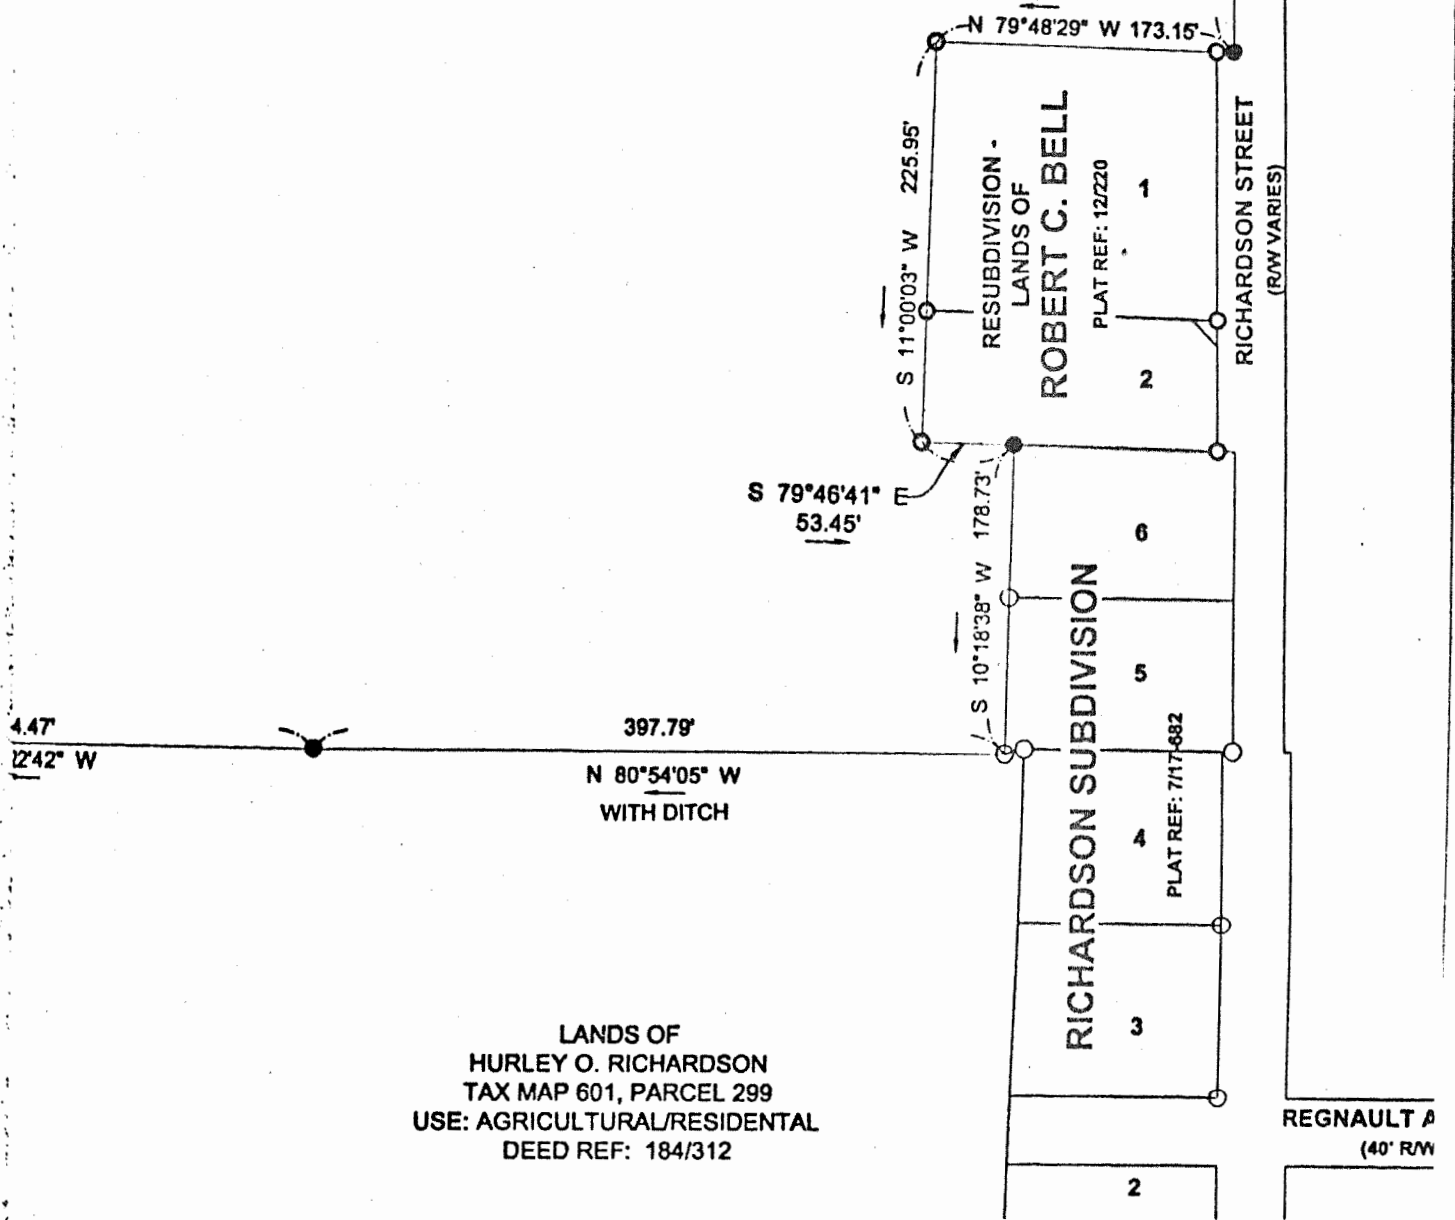 N 79°48'29" W 173.15'
S 11°00'03" W 225.95'
RESUBDIVISION -
LANDS OF
ROBERT C. BELL
PLAT REF: 12/220
1
2
RICHARDSON STREET
(R/W VARIES)
S 79°46'41" E
53.45'
S 10°18'38" W 178.73'
6
5
RICHARDSON SUBDIVISION
PLAT REF: 7/17-682
4
3
4.47'
22'42" W
397.79'
N 80°54'05" W
WITH DITCH
LANDS OF
HURLEY O. RICHARDSON
TAX MAP 601, PARCEL 299
USE: AGRICULTURAL/RESIDENTAL
DEED REF: 184/312
REGNAULT A
(40' R/W
2